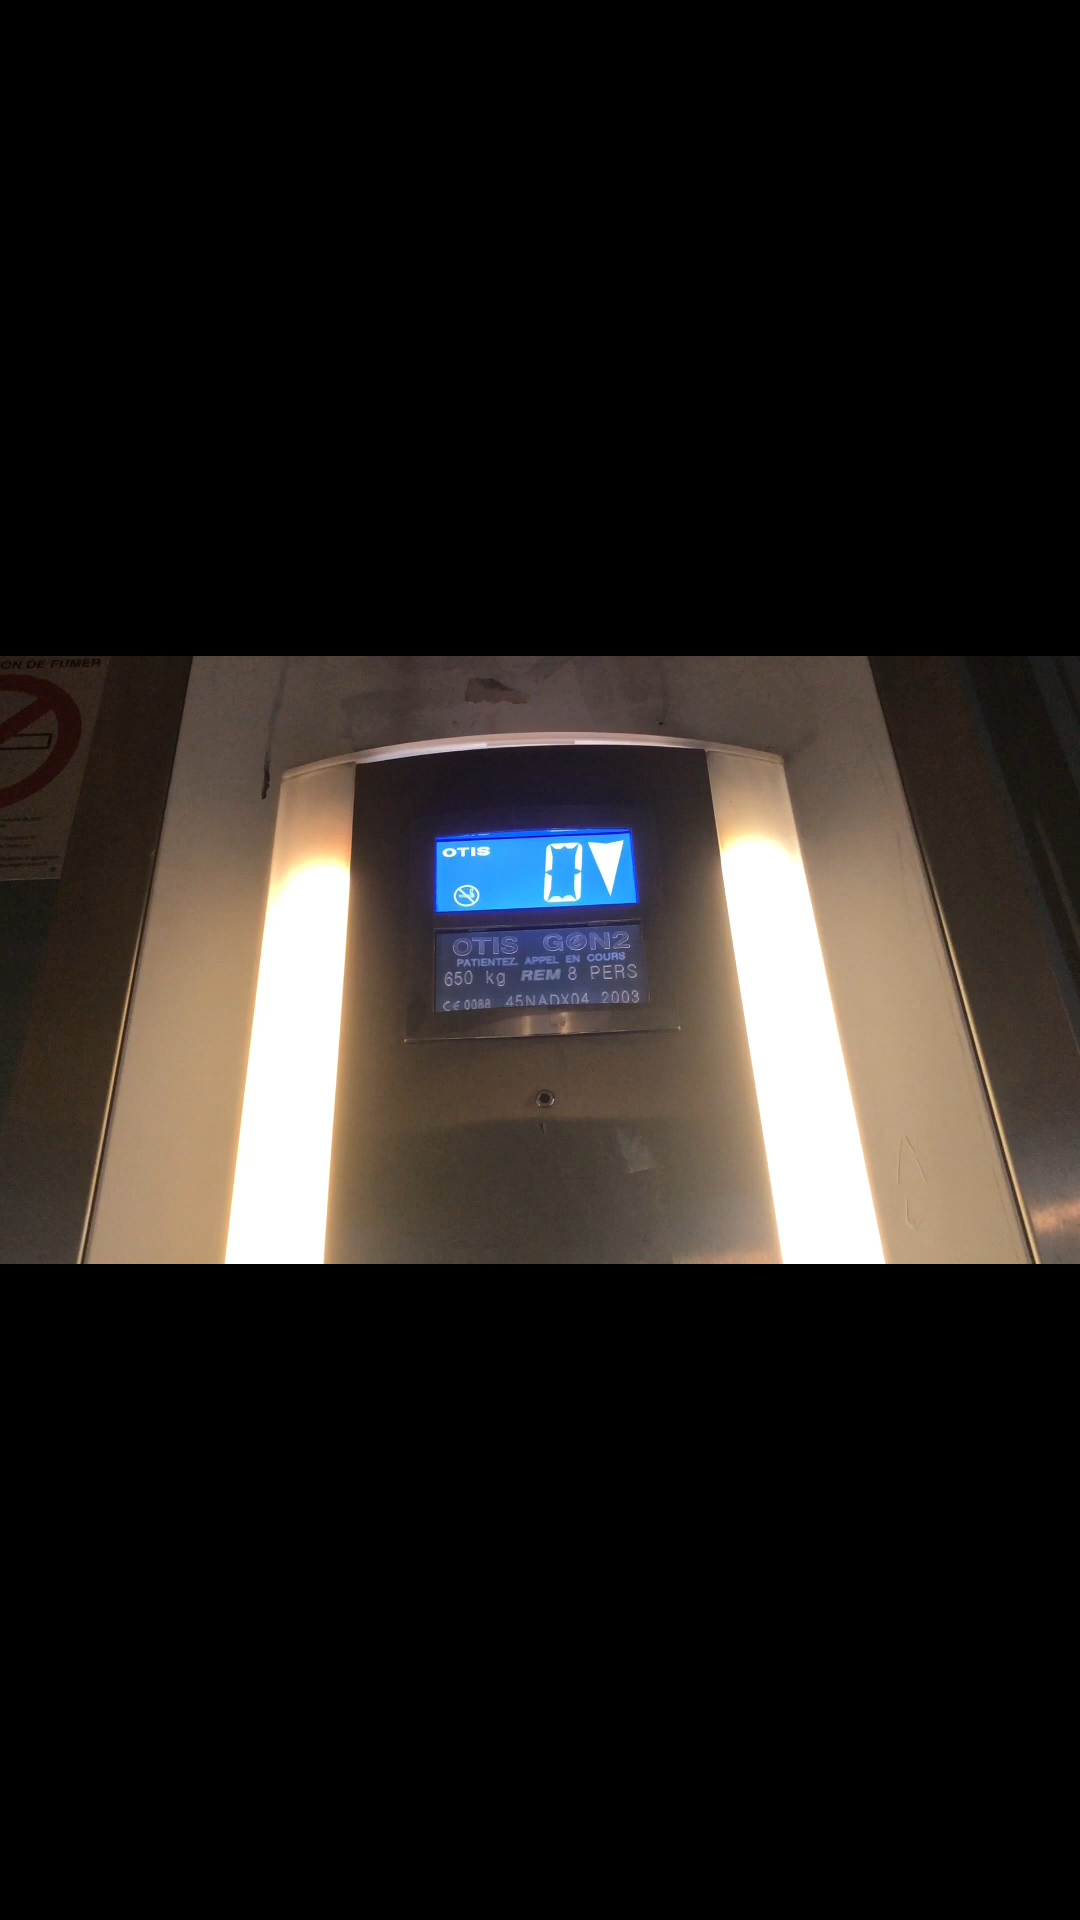 ON DE FUMER
OTIS
0
OTIS GEN2
PATIENTEZ. APPEL EN COURS
650 kg REM 8 PERS
CE 0088 45NADX04 2003